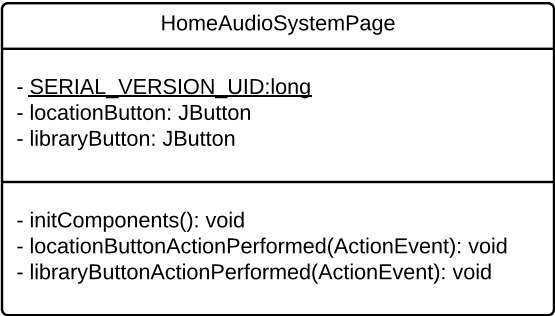 HomeAudioSystemPage
- SERIAL_VERSION_UID:long
- locationButton: JButton
- libraryButton: JButton
- initComponents(): void
- locationButtonActionPerformed(ActionEvent): void
- libraryButtonActionPerformed(ActionEvent): void